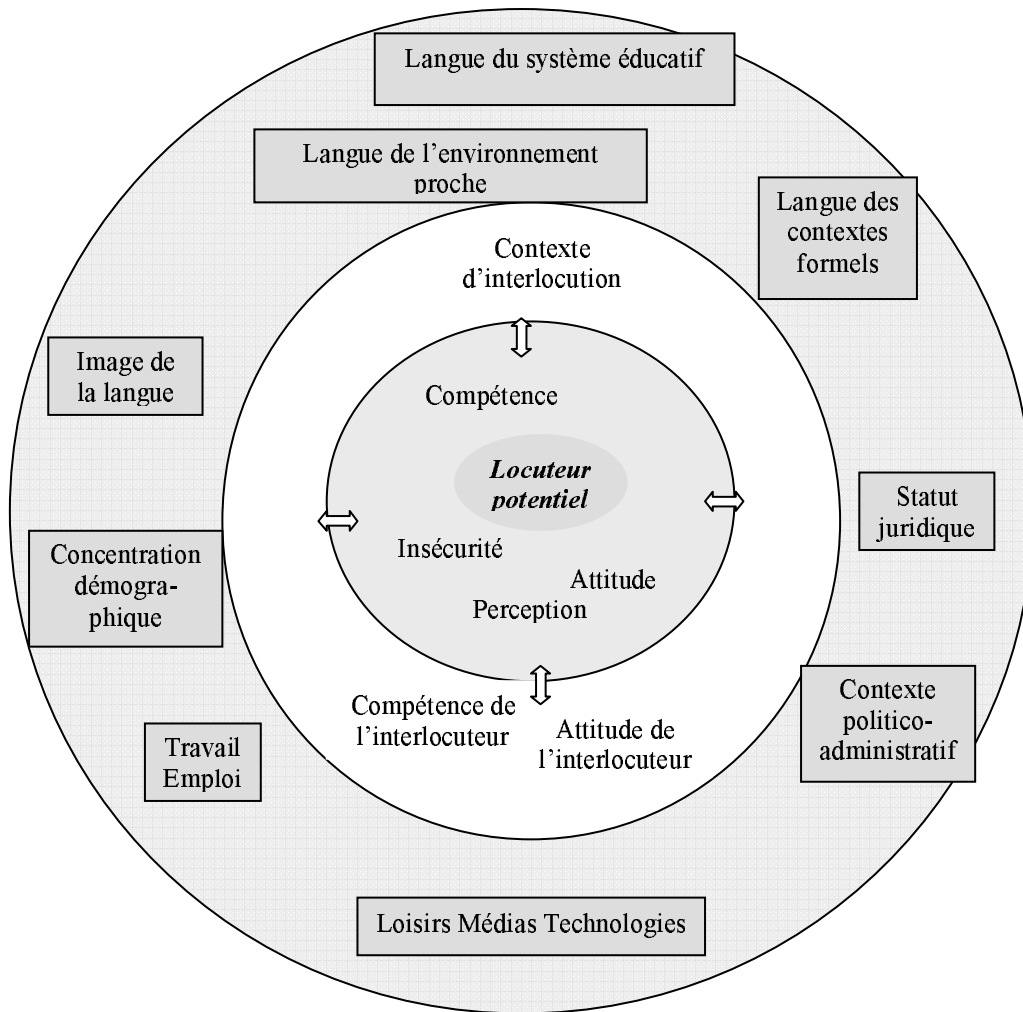 Langue du système éducatif
Langue de l’environnement
proche
Langue des
contextes
formels
Contexte
d’interlocution
Image de
la langue
Compétence
Locuteur
potentiel
Statut
juridique
Insécurité
Concentration
démogra-
phique
Attitude
Perception
Compétence de
l’interlocuteur
Attitude de
l’interlocuteur
Contexte
politico-
administratif
Travail
Emploi
Loisirs Médias Technologies